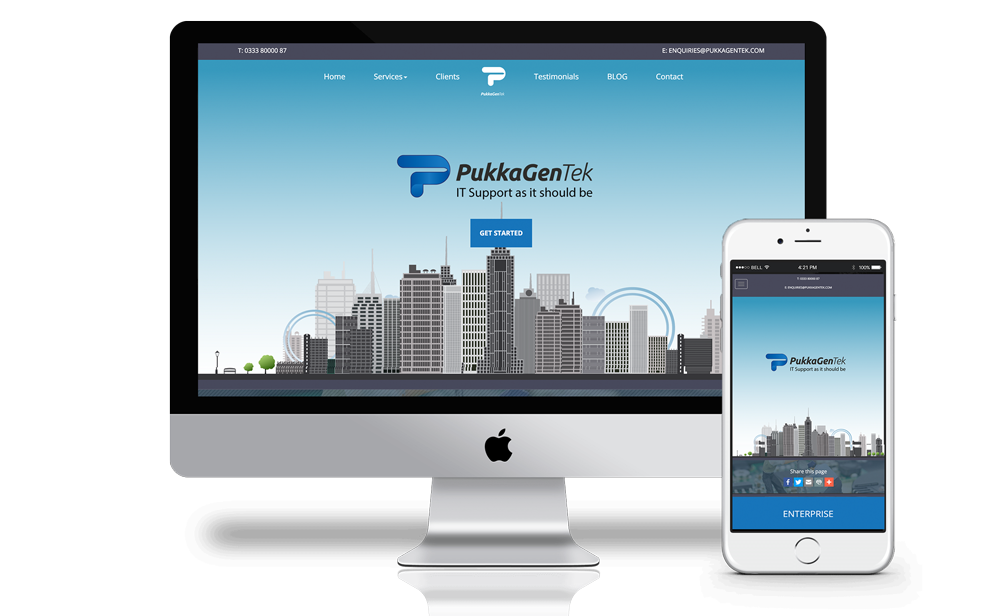 T: 0333 80000 87
E: ENQUIRIES@PUKKAGENTEK.COM
Home
Services
Clients
PukkaGenTek
Testimonials
BLOG
Contact
PukkaGenTek
IT Support as it should be
GET STARTED
BELL
4:21 PM
100%
T: 0333 80000 87
E: ENQUIRIES@PUKKAGENTEK.COM
PukkaGenTek
IT Support as it should be
Share this page
ENTERPRISE